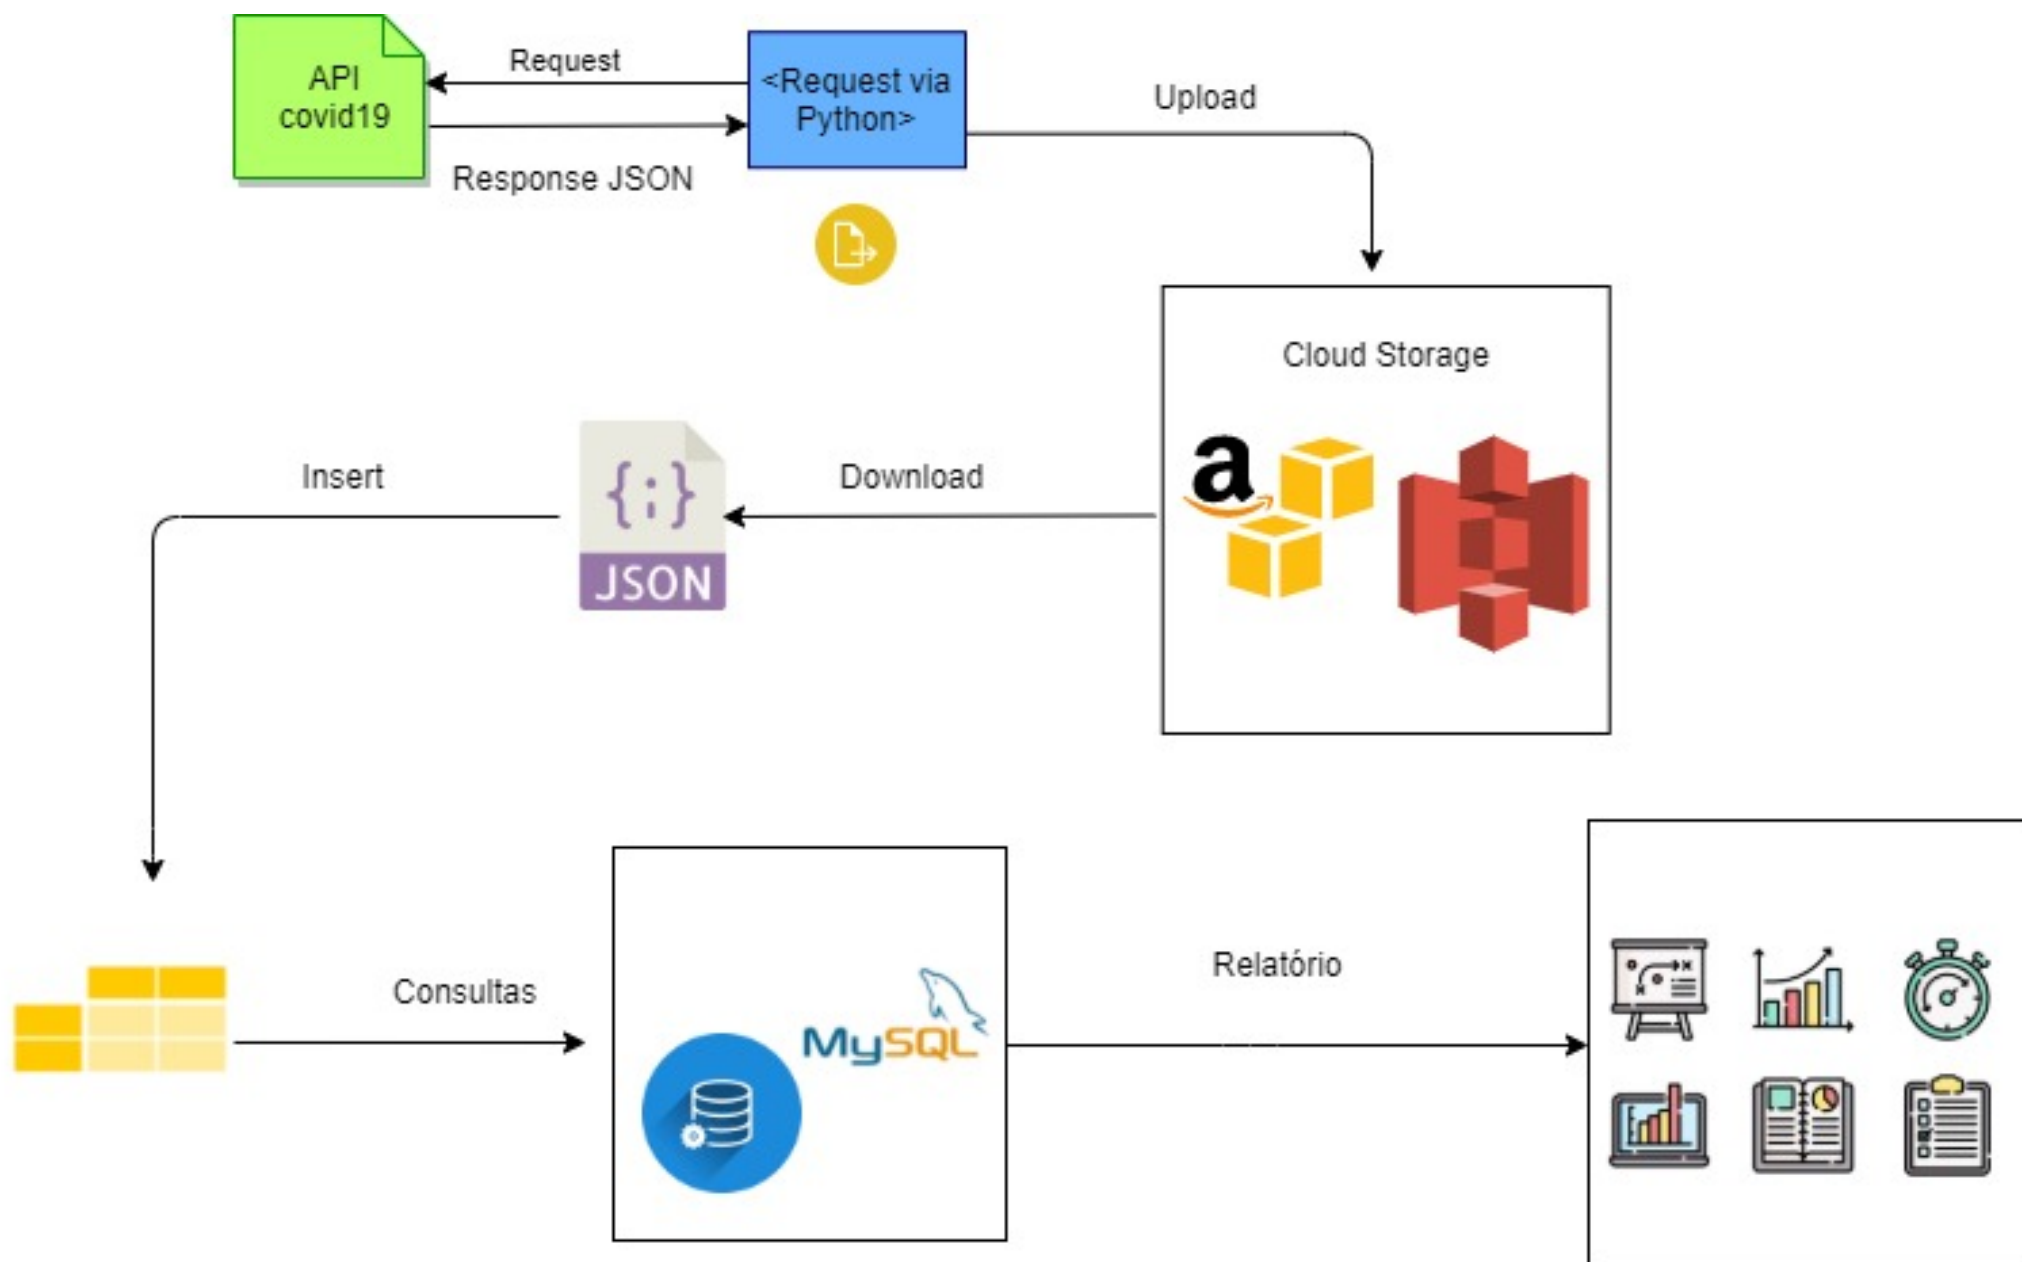 API
covid19
Request
Response JSON
<Request via
Python>
Upload
Cloud Storage
a
Download
{;}
JSON
Insert
Consultas
MySQL
Relatório